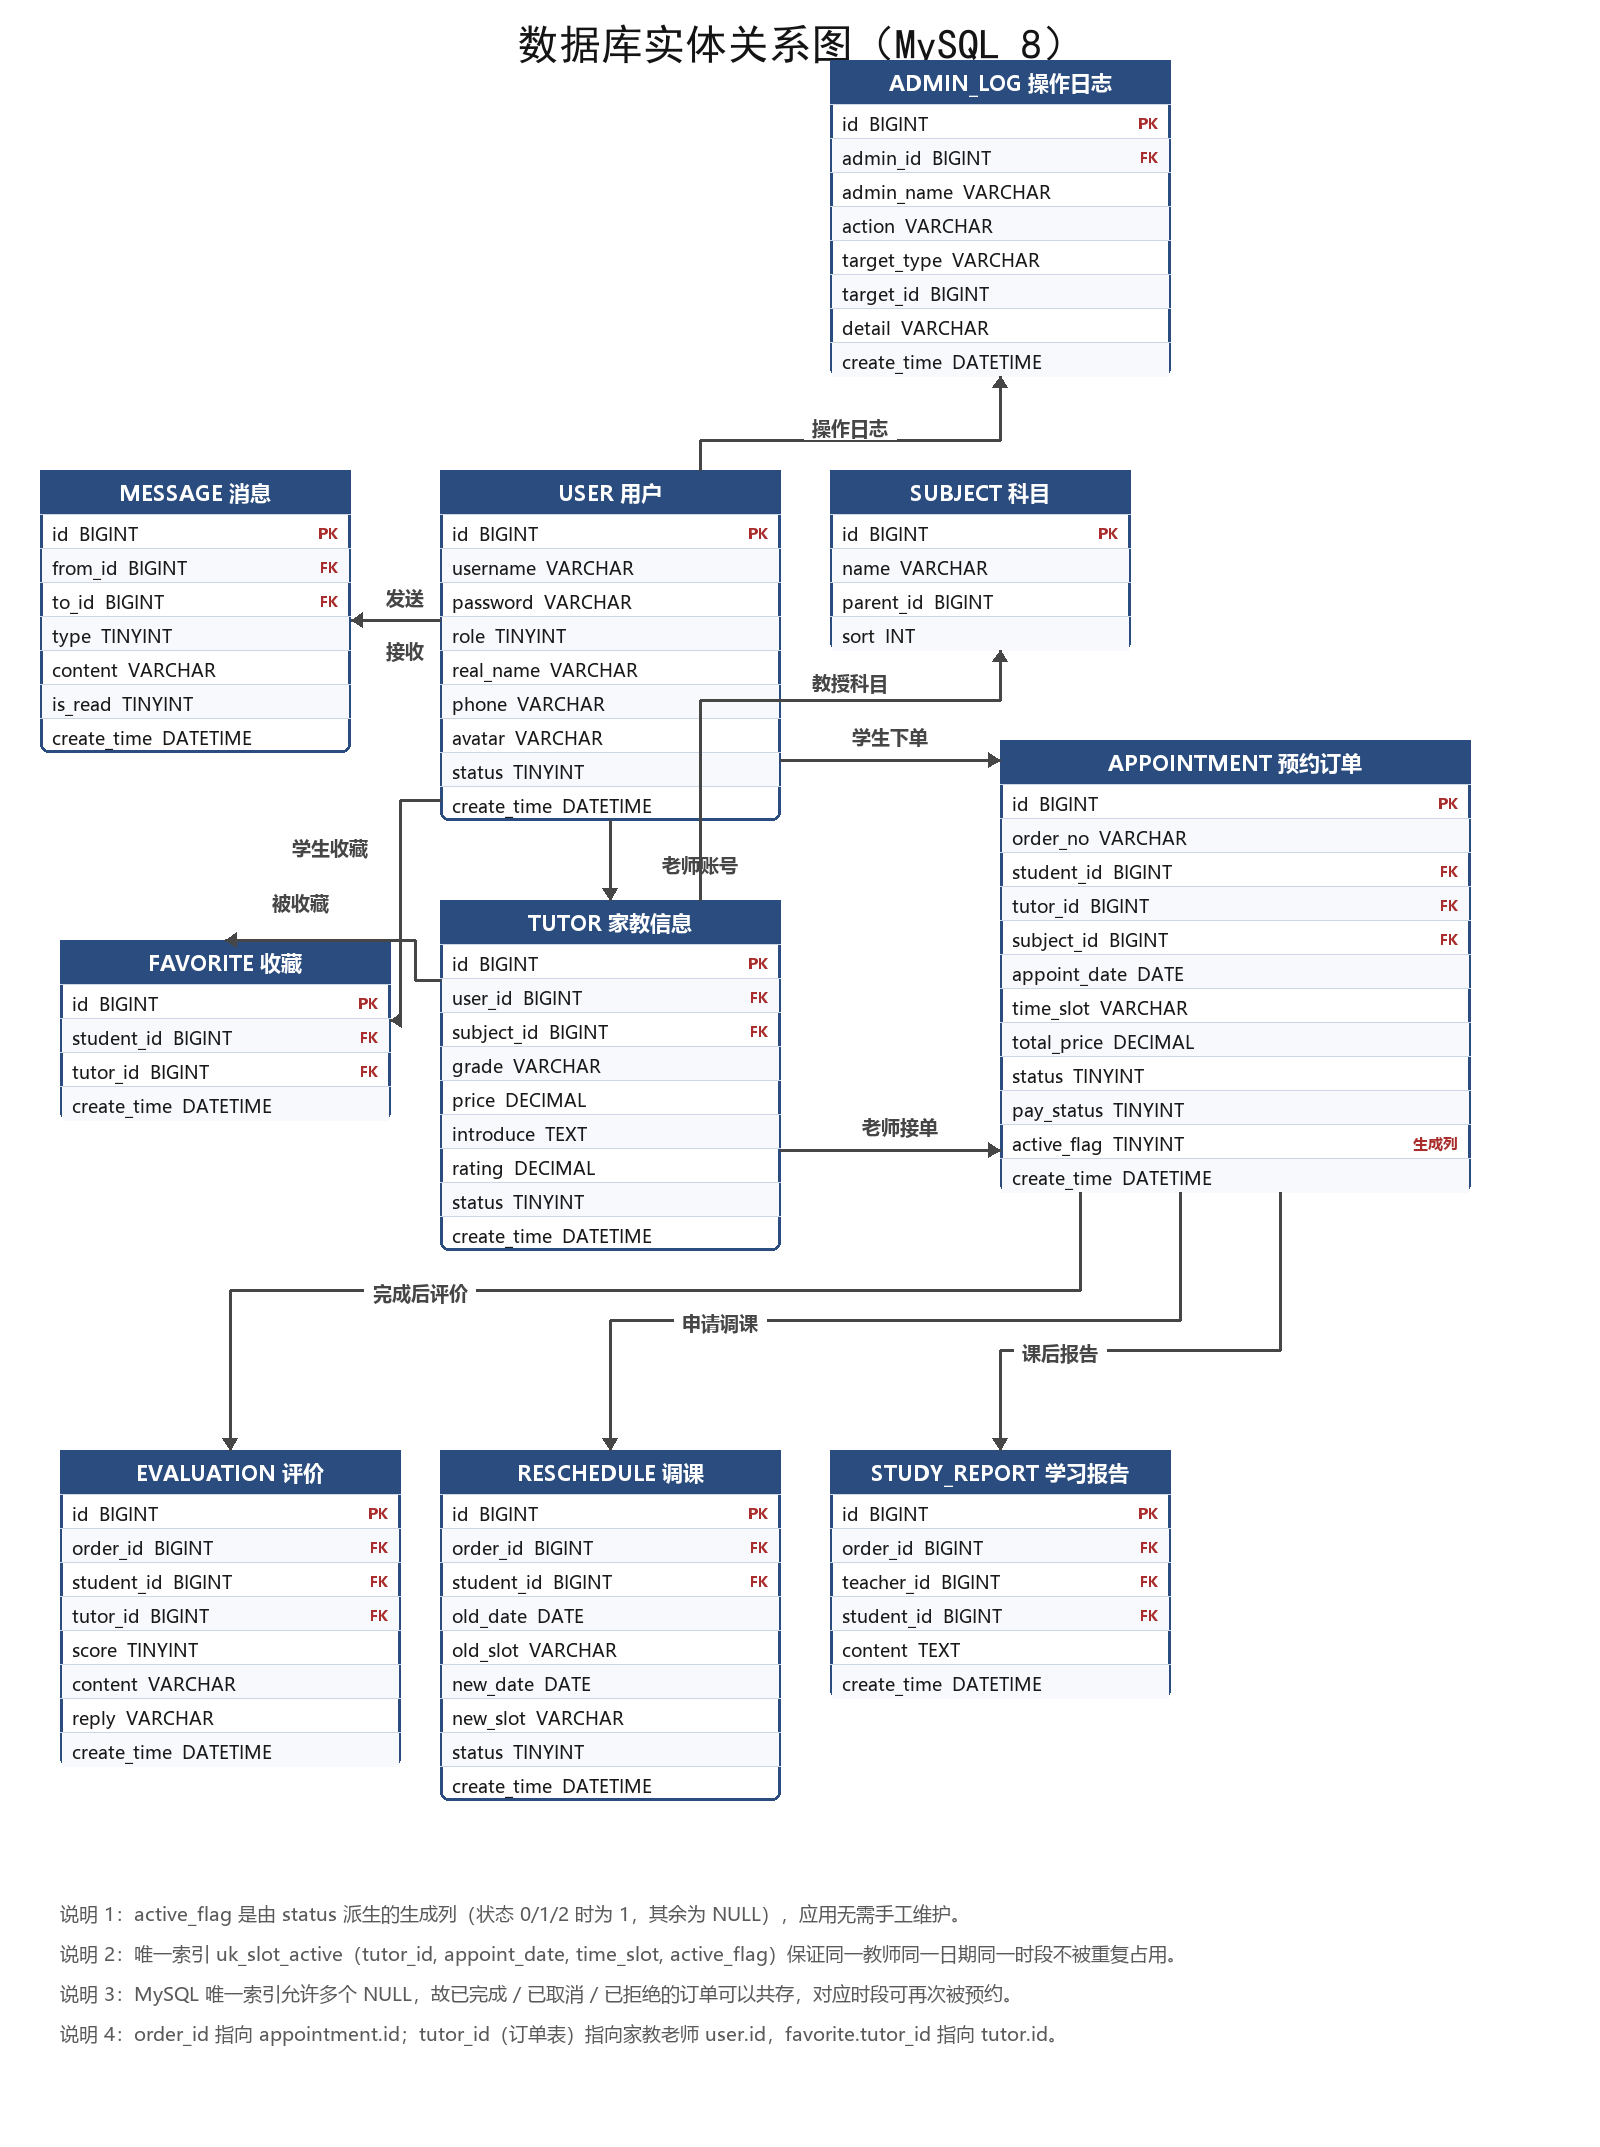 数据库实体关系图（MySQL 8）
ADMIN_LOG 操作日志
id BIGINT PK
admin_id BIGINT FK
admin_name VARCHAR
action VARCHAR
target_type VARCHAR
target_id BIGINT
detail VARCHAR
create_time DATETIME
操作日志
MESSAGE 消息
id BIGINT PK
from_id BIGINT FK
to_id BIGINT FK
type TINYINT
content VARCHAR
is_read TINYINT
create_time DATETIME
发送
接收
USER 用户
id BIGINT PK
username VARCHAR
password VARCHAR
role TINYINT
real_name VARCHAR
phone VARCHAR
avatar VARCHAR
status TINYINT
create_time DATETIME
SUBJECT 科目
id BIGINT PK
name VARCHAR
parent_id BIGINT
sort INT
教授科目
学生下单
学生收藏
被收藏
老师账号
FAVORITE 收藏
id BIGINT PK
student_id BIGINT FK
tutor_id BIGINT FK
create_time DATETIME
TUTOR 家教信息
id BIGINT PK
user_id BIGINT FK
subject_id BIGINT FK
grade VARCHAR
price DECIMAL
introduce TEXT
rating DECIMAL
status TINYINT
create_time DATETIME
老师接单
APPOINTMENT 预约订单
id BIGINT PK
order_no VARCHAR
student_id BIGINT FK
tutor_id BIGINT FK
subject_id BIGINT FK
appoint_date DATE
time_slot VARCHAR
total_price DECIMAL
status TINYINT
pay_status TINYINT
active_flag TINYINT 生成列
create_time DATETIME
完成后评价
申请调课
课后报告
EVALUATION 评价
id BIGINT PK
order_id BIGINT FK
student_id BIGINT FK
tutor_id BIGINT FK
score TINYINT
content VARCHAR
reply VARCHAR
create_time DATETIME
RESCHEDULE 调课
id BIGINT PK
order_id BIGINT FK
student_id BIGINT FK
old_date DATE
old_slot VARCHAR
new_date DATE
new_slot VARCHAR
status TINYINT
create_time DATETIME
STUDY_REPORT 学习报告
id BIGINT PK
order_id BIGINT FK
teacher_id BIGINT FK
student_id BIGINT FK
content TEXT
create_time DATETIME
说明 1：active_flag 是由 status 派生的生成列（状态 0/1/2 时为 1，其余为 NULL），应用无需手工维护。
说明 2：唯一索引 uk_slot_active（tutor_id, appoint_date, time_slot, active_flag）保证同一教师同一日期同一时段不被重复占用。
说明 3：MySQL 唯一索引允许多个 NULL，故已完成 / 已取消 / 已拒绝的订单可以共存，对应时段可再次被预约。
说明 4：order_id 指向 appointment.id；tutor_id（订单表）指向家教老师 user.id，favorite.tutor_id 指向 tutor.id。